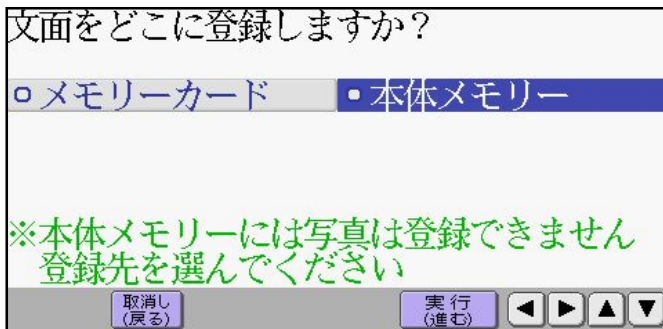 文面をどこに登録しますか？
メモリーカード 本体メモリー
※本体メモリーには写真は登録できません
登録先を選んでください
取消し 実行
(戻る) (進む) ◀ ▶ ▲ ▼